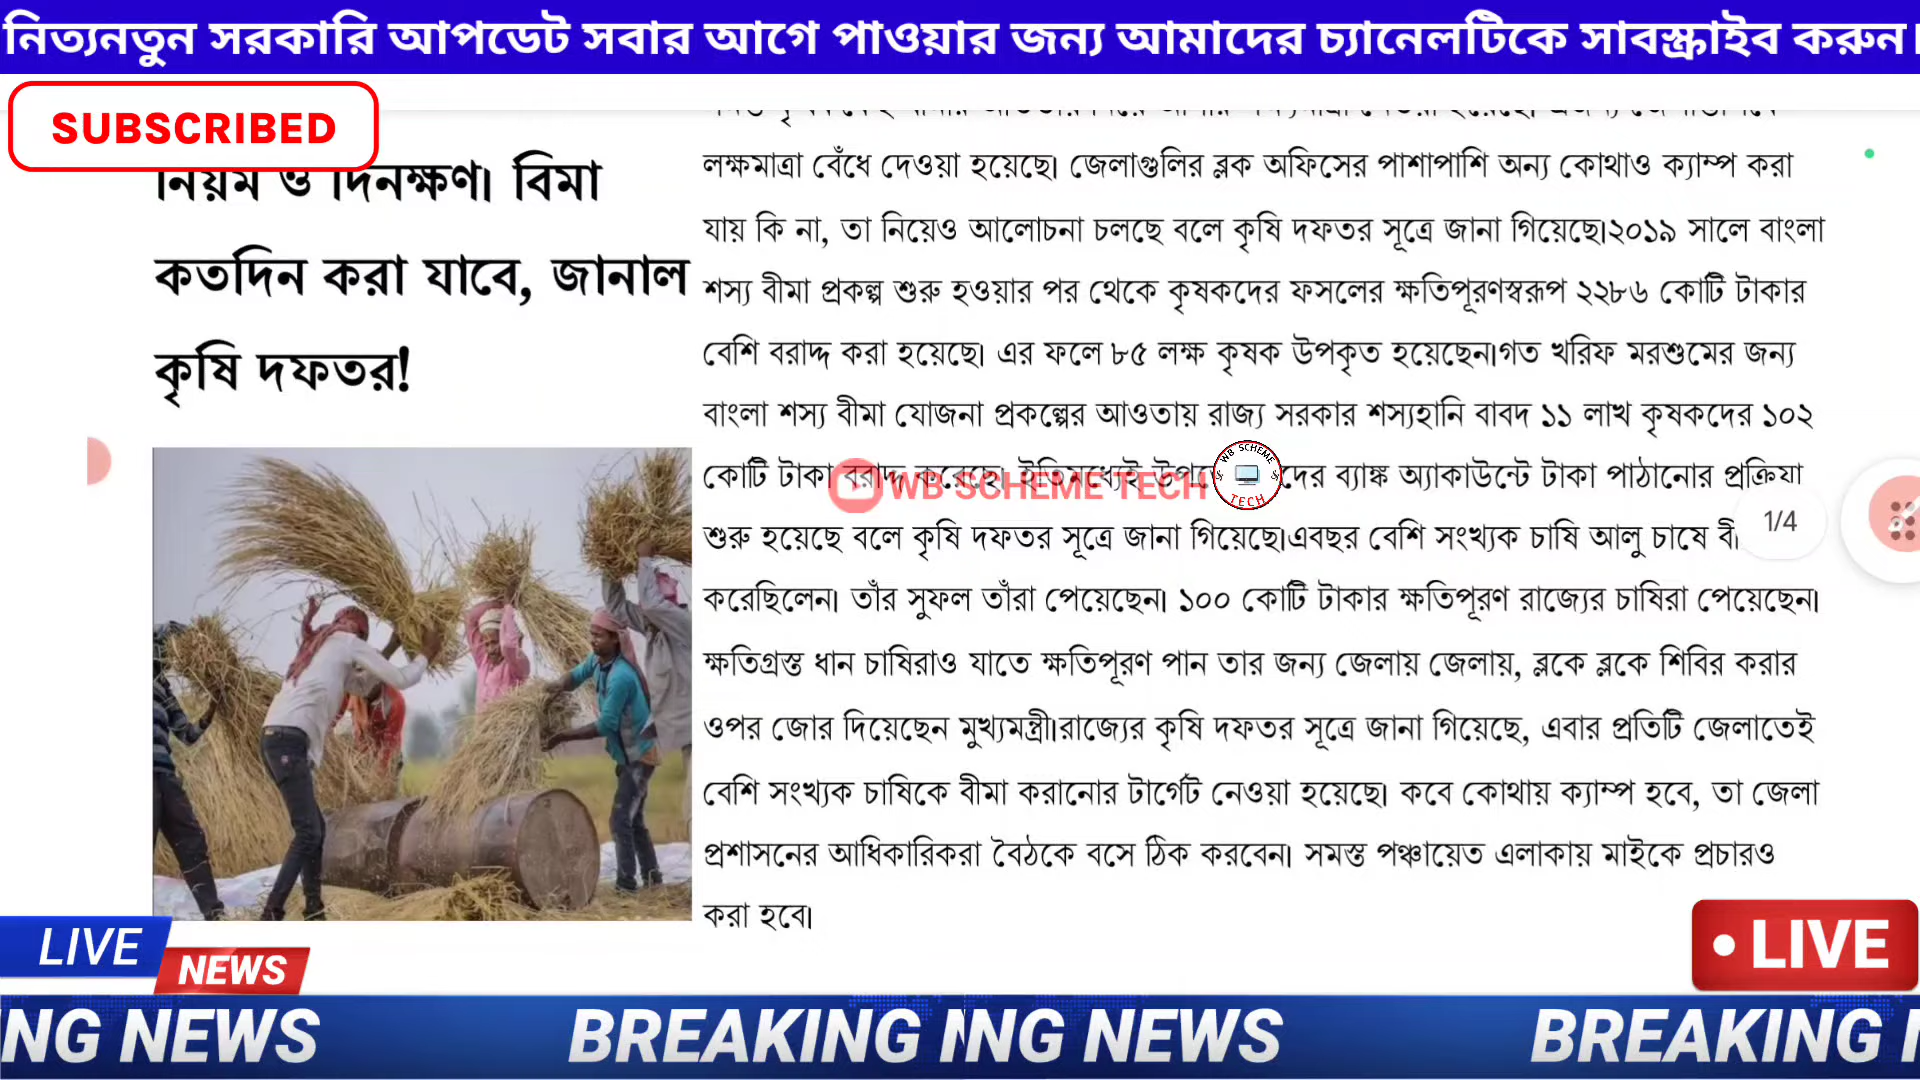 নিত্যনতুন সরকারি আপডেট সবার আগে পাওয়ার জন্য আমাদের চ্যানেলটিকে সাবস্ক্রাইব করুন।
SUBSCRIBED
নিয়ম ও দিনক্ষণ। বিমা
কতদিন করা যাবে, জানাল
কৃষি দফতর!
লক্ষমাত্রা বেঁধে দেওয়া হয়েছে। জেলাগুলির ব্লক অফিসের পাশাপাশি অন্য কোথাও ক্যাম্প করা
যায় কি না, তা নিয়েও আলোচনা চলছে বলে কৃষি দফতর সূত্রে জানা গিয়েছে।২০১৯ সালে বাংলা
শস্য বীমা প্রকল্প শুরু হওয়ার পর থেকে কৃষকদের ফসলের ক্ষতিপূরণস্বরূপ ২২৮৬ কোটি টাকার
বেশি বরাদ্দ করা হয়েছে। এর ফলে ৮৫ লক্ষ কৃষক উপকৃত হয়েছেন।গত খরিফ মরশুমের জন্য
বাংলা শস্য বীমা যোজনা প্রকল্পের আওতায় রাজ্য সরকার শস্যহানি বাবদ ১১ লাখ কৃষকদের ১০২
কোটি টাকা বরাদ্দ করেছে। ইতিমধ্যেই দের ব্যাঙ্ক অ্যাকাউন্টে টাকা পাঠানোর প্রক্রিয়া
WB SCHEME TECH
WB SCHEME TECH
শুরু হয়েছে বলে কৃষি দফতর সূত্রে জানা গিয়েছে।এবছর বেশি সংখ্যক চাষি আলু চাষে
1/4
করেছিলেন। তাঁর সুফল তাঁরা পেয়েছেন। ১০০ কোটি টাকার ক্ষতিপূরণ রাজ্যের চাষিরা পেয়েছেন।
ক্ষতিগ্রস্ত ধান চাষিরাও যাতে ক্ষতিপূরণ পান তার জন্য জেলায় জেলায়, ব্লকে ব্লকে শিবির করার
ওপর জোর দিয়েছেন মুখ্যমন্ত্রী।রাজ্যের কৃষি দফতর সূত্রে জানা গিয়েছে, এবার প্রতিটি জেলাতেই
বেশি সংখ্যক চাষিকে বীমা করানোর টার্গেট নেওয়া হয়েছে। কবে কোথায় ক্যাম্প হবে, তা জেলা
প্রশাসনের আধিকারিকরা বৈঠকে বসে ঠিক করবেন। সমস্ত পঞ্চায়েত এলাকায় মাইকে প্রচারও
করা হবে।
LIVE
NEWS
LIVE
NG NEWS BREAKING NG NEWS BREAKING